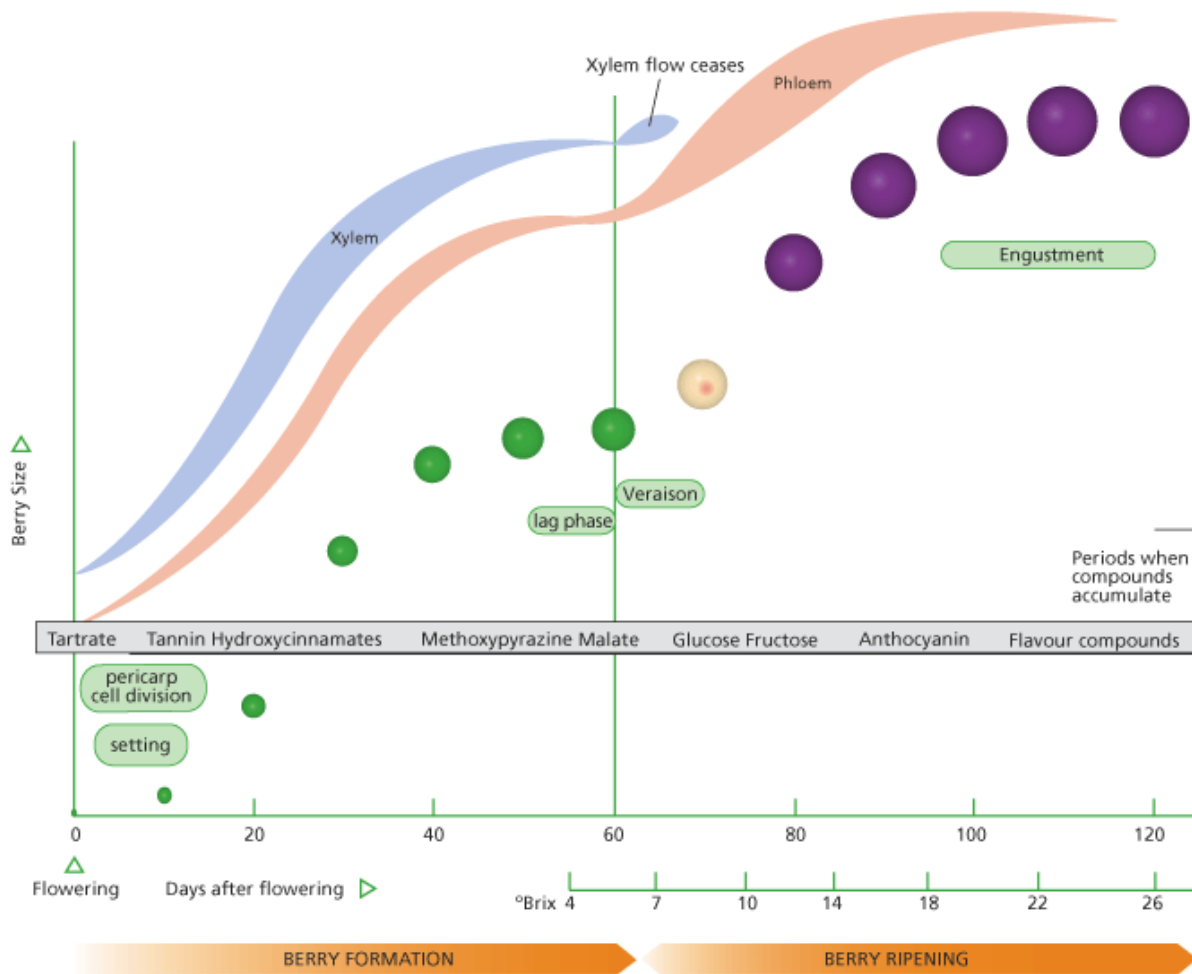 Xylem flow ceases
Phloem
Xylem
Engustment
Berry Size
Veraison
lag phase
Periods when
compounds
accumulate
Tartrate Tannin Hydroxycinnamates Methoxypyrazine Malate Glucose Fructose Anthocyanin Flavour compounds
pericarp
cell division
setting
0 20 40 60 80 100 120
Flowering Days after flowering
ºBrix 4 7 10 14 18 22 26
BERRY FORMATION BERRY RIPENING